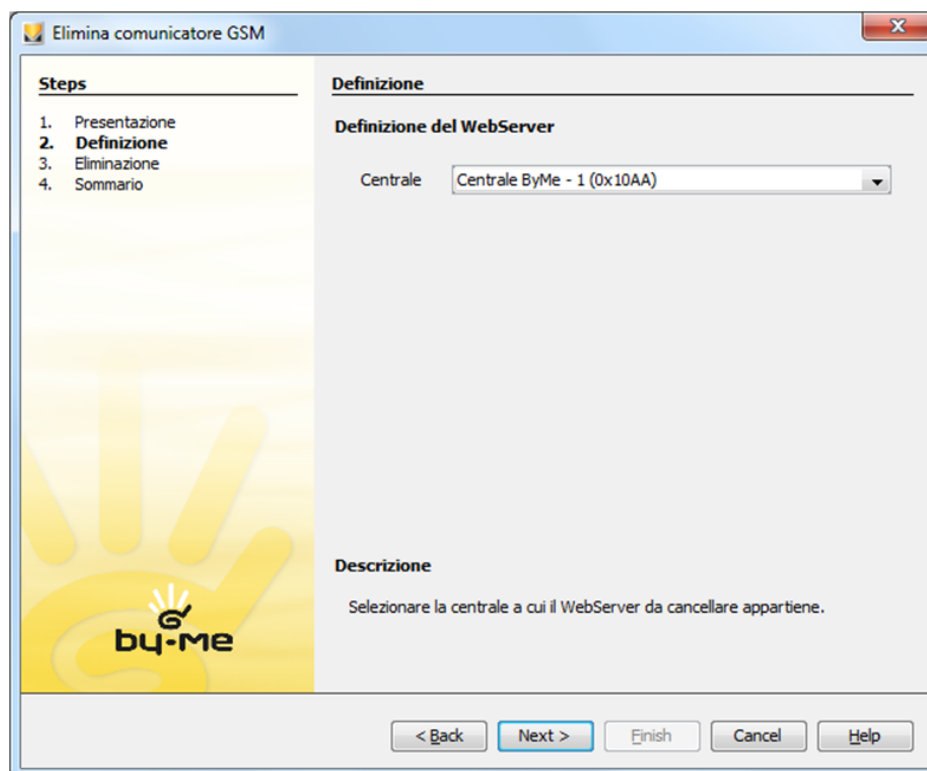 Elimina comunicatore GSM
Steps
1. Presentazione
2. Definizione
3. Eliminazione
4. Sommario
by-me
Definizione
Definizione del WebServer
Centrale Centrale ByMe - 1 (0x10AA)
Descrizione
Selezionare la centrale a cui il WebServer da cancellare appartiene.
< Back Next > Finish Cancel Help